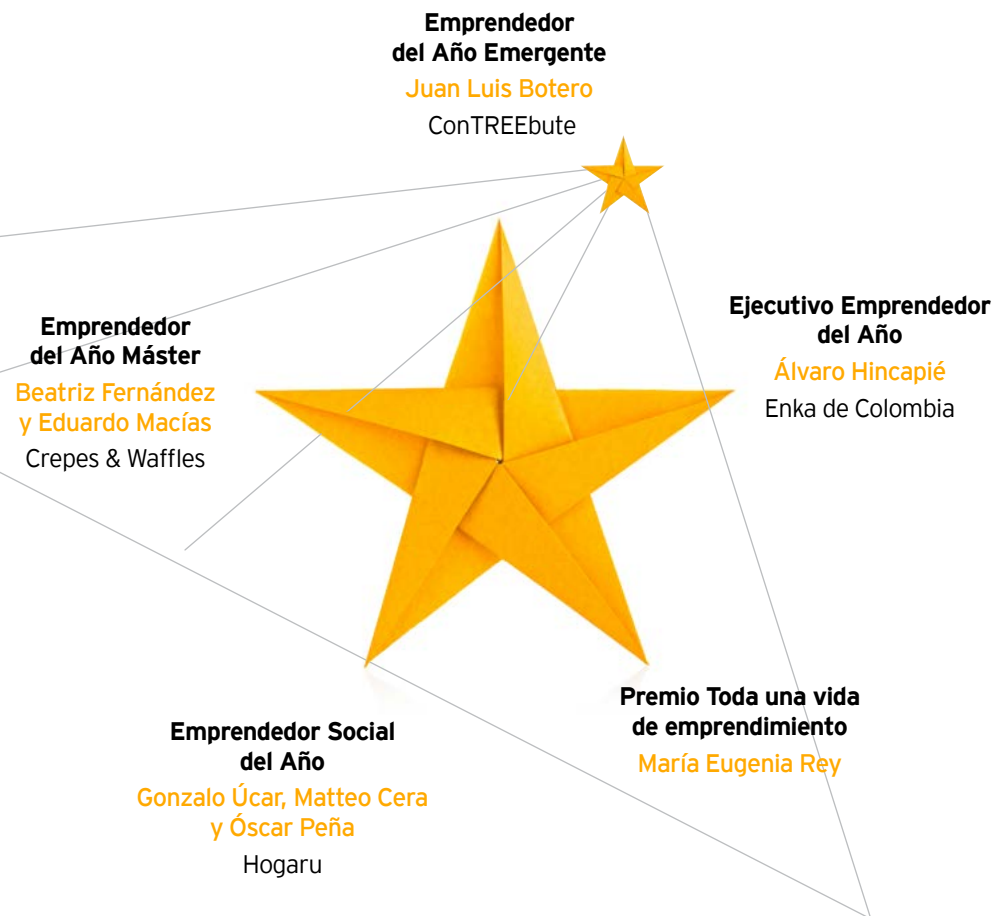 Emprendedor
del Año Emergente
Juan Luis Botero
ConTREEbute
Emprendedor
del Año Máster
Beatriz Fernández
y Eduardo Macías
Crepes & Waffles
Ejecutivo Emprendedor
del Año
Álvaro Hincapié
Enka de Colombia
Emprendedor Social
del Año
Gonzalo Úcar, Matteo Cera
y Óscar Peña
Hogaru
Premio Toda una vida
de emprendimiento
María Eugenia Rey